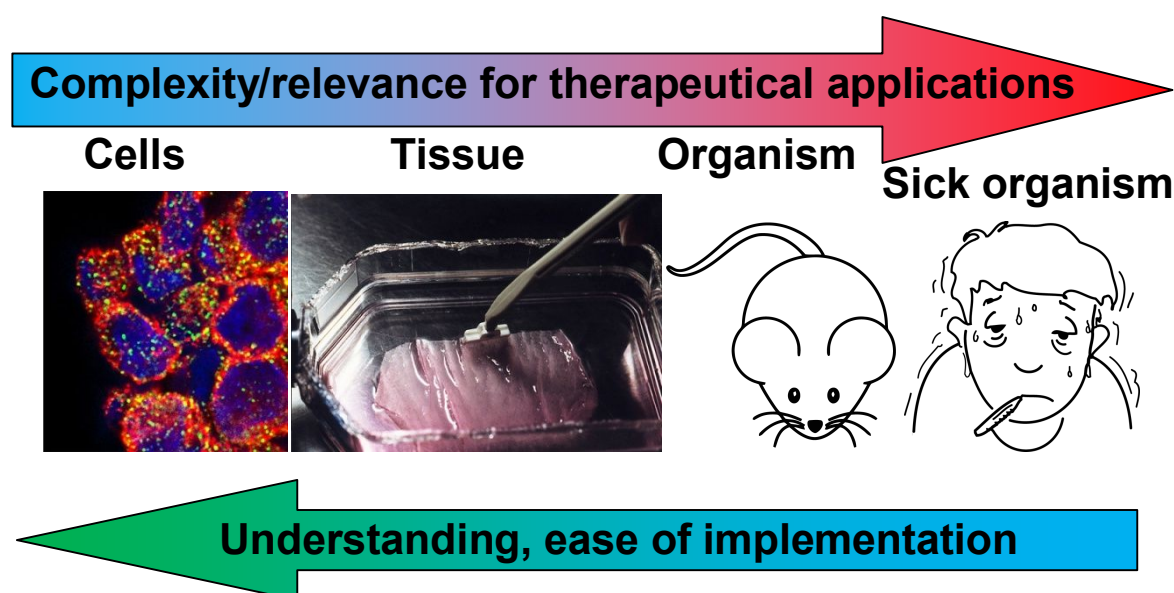 Complexity/relevance for therapeutical applications
Cells
Tissue
Organism
Sick organism
Understanding, ease of implementation